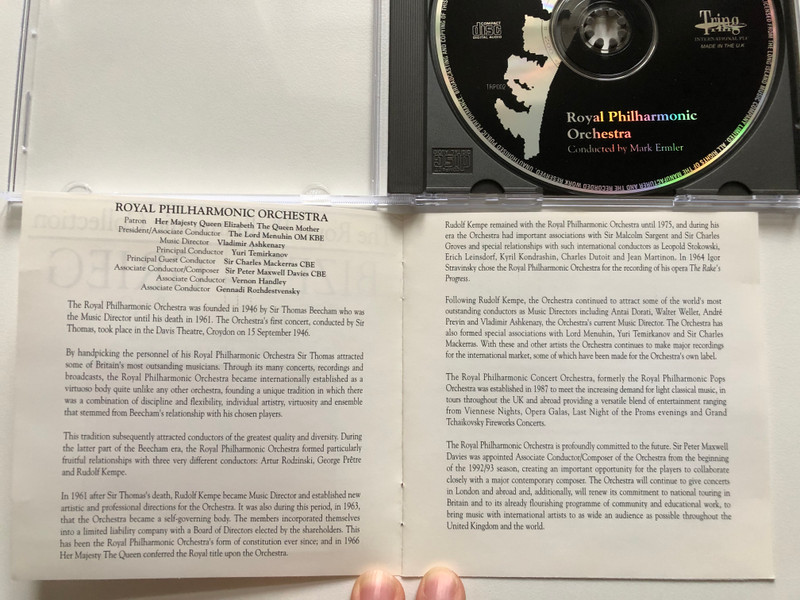 COMPACT
disc
DIGITAL AUDIO
Tring
INTERNATIONAL PLC
MADE IN THE U.K
TRIP002
Royal Philharmonic
Orchestra
Conducted by Mark Ermler
ROYAL PHILHARMONIC ORCHESTRA
Patron Her Majesty Queen Elizabeth The Queen Mother
President/Associate Conductor The Lord Menuhin OM KBE
Music Director Vladimir Ashkenazy
Principal Conductor Yuri Temirkanov
Principal Guest Conductor Sir Charles Mackerras CBE
Associate Conductor/Composer Sir Peter Maxwell Davies CBE
Associate Conductor Vernon Handley
Associate Conductor Gennadi Rozhdestvensky
The Royal Philharmonic Orchestra was founded in 1946 by Sir Thomas Beecham who was
the Music Director until his death in 1961. The Orchestra's first concert, conducted by Sir
Thomas, took place in the Davis Theatre, Croydon on 15 September 1946.
By handpicking the personnel of his Royal Philharmonic Orchestra Sir Thomas attracted
some of Britain's most outstanding musicians. Through its many concerts, recordings and
broadcasts, the Royal Philharmonic Orchestra became internationally established as a
virtuoso body quite unlike any other orchestra, founding a unique tradition in which there
was a combination of discipline and flexibility, individual artistry, virtuosity and ensemble
that stemmed from Beecham's relationship with his chosen players.
This tradition subsequently attracted conductors of the greatest quality and diversity. During
the latter part of the Beecham era, the Royal Philharmonic Orchestra formed particularly
fruitful relationships with three very different conductors: Artur Rodzinski, George Prêtre
and Rudolf Kempe.
In 1961 after Sir Thomas's death, Rudolf Kempe became Music Director and established new
artistic and professional directions for the Orchestra. It was also during this period, in 1963,
that the Orchestra became a self-governing body. The members incorporated themselves
into a limited liability company with a Board of Directors elected by the shareholders. This
has been the Royal Philharmonic Orchestra's form of constitution ever since; and in 1966
Her Majesty The Queen conferred the Royal title upon the Orchestra.
Rudolf Kempe remained with the Royal Philharmonic Orchestra until 1975, and during his
era the Orchestra had important associations with Sir Malcolm Sargent and Sir Charles
Groves and special relationships with such international conductors as Leopold Stokowski,
Erich Leinsdorf, Kyril Kondrashin, Charles Dutoit and Jean Martinon. In 1964 Igor
Stravinsky chose the Royal Philharmonic Orchestra for the recording of his opera The Rake's
Progress.
Following Rudolf Kempe, the Orchestra continued to attract some of the world's most
outstanding conductors as Music Directors including Antai Dorati, Walter Weller, André
Previn and Vladimir Ashkenazy, the Orchestra's current Music Director. The Orchestra has
also formed special associations with Lord Menuhin, Yuri Temirkanov and Sir Charles
Mackerras. With these and other artists the Orchestra continues to make major recordings
for the international market, some of which have been made for the Orchestra's own label.
The Royal Philharmonic Concert Orchestra, formerly the Royal Philharmonic Pops
Orchestra was established in 1987 to meet the increasing demand for light classical music, in
tours throughout the UK and abroad providing a versatile blend of entertainment ranging
from Viennese Nights, Opera Galas, Last Night of the Proms evenings and Grand
Tchaikovsky Fireworks Concerts.
The Royal Philharmonic Orchestra is profoundly committed to the future. Sir Peter Maxwell
Davies was appointed Associate Conductor/Composer of the Orchestra from the beginning
of the 1992/93 season, creating an important opportunity for the players to collaborate
closely with a major contemporary composer. The Orchestra will continue to give concerts
in London and abroad and, additionally, will renew its commitment to national touring in
Britain and to its already flourishing programme of community and educational work, to
bring music with international artists to as wide an audience as possible throughout the
United Kingdom and the world.